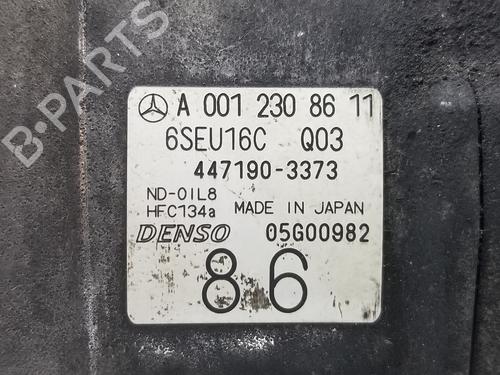 B-PARTS
A 001 230 86 11
6SEU16C Q03
447190-3373
ND-OIL8
HFC134a MADE IN JAPAN
DENSO 05G00982
86